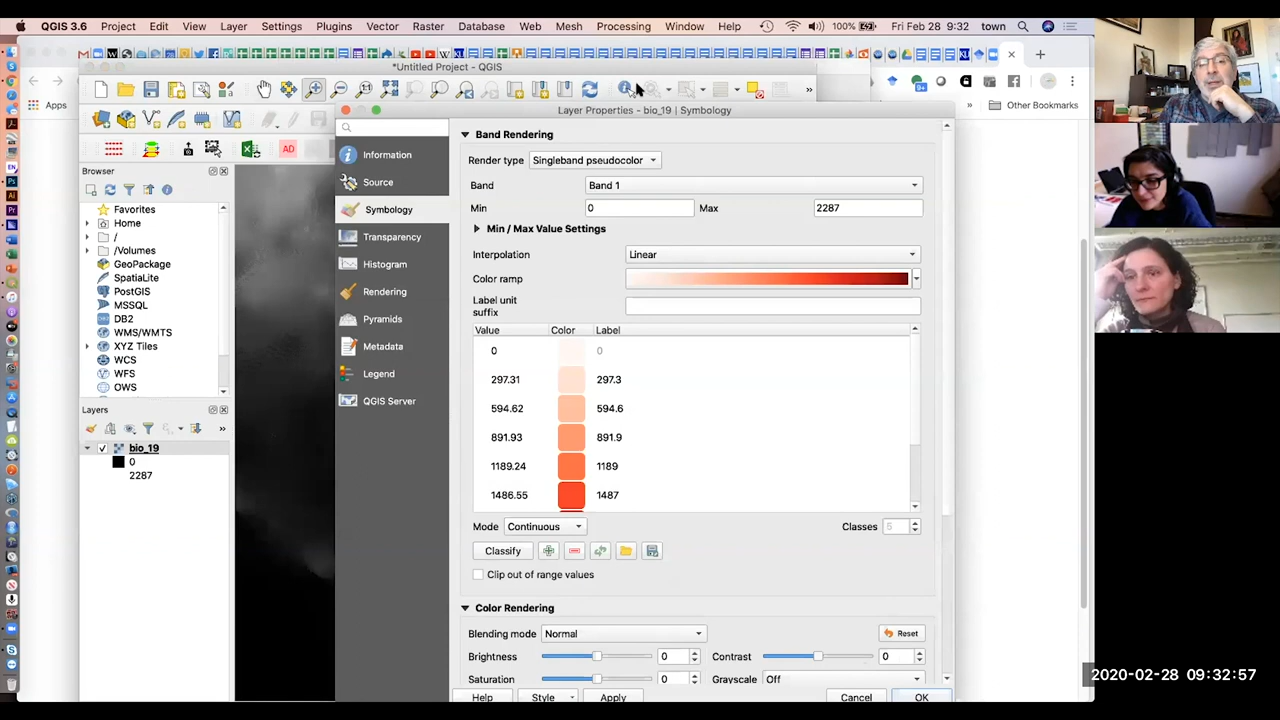 QGIS 3.6 Project Edit View Layer Settings Plugins Vector Raster Database Web Mesh Processing Window Help 100% Fri Feb 28 9:32 town
*Untitled Project - QGIS
Apps
Other Bookmarks
Layer Properties - bio_19 | Symbology
Information
Source
Symbology
Transparency
Histogram
Rendering
Pyramids
Metadata
Legend
QGIS Server
Browser
Favorites
Home
/
/Volumes
GeoPackage
SpatiaLite
PostGIS
MSSQL
DB2
WMS/WMTS
XYZ Tiles
WCS
WFS
OWS
Layers
bio_19
0
2287
Band Rendering
Render type Singleband pseudocolor
Band Band 1
Min 0 Max 2287
Min / Max Value Settings
Interpolation Linear
Color ramp
Label unit
suffix
Value Color Label
0 0
297.31 297.3
594.62 594.6
891.93 891.9
1189.24 1189
1486.55 1487
Mode Continuous Classes 5
Classify
Clip out of range values
Color Rendering
Blending mode Normal Reset
Brightness 0 Contrast 0
Saturation 0 Grayscale Off
Help Style Apply Cancel OK
2020-02-28 09:32:57